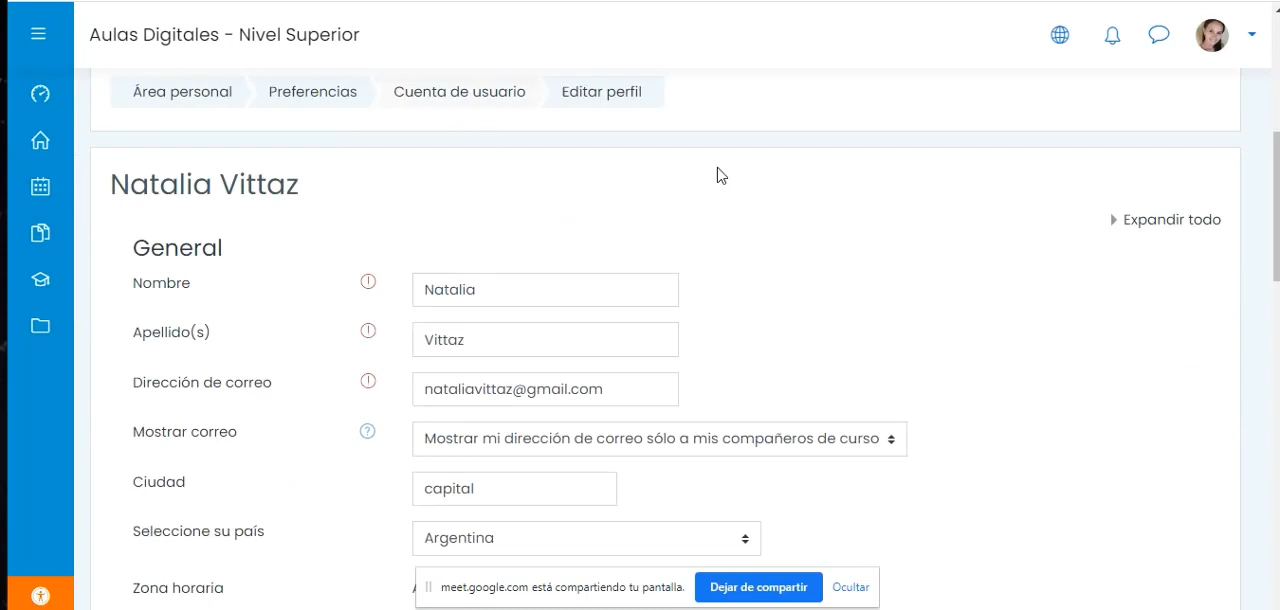 Aulas Digitales - Nivel Superior
Área personal
Preferencias
Cuenta de usuario
Editar perfil
Natalia Vittaz
Expandir todo
General
Nombre
Natalia
Apellido(s)
Vittaz
Dirección de correo
nataliavittaz@gmail.com
Mostrar correo
Mostrar mi dirección de correo sólo a mis compañeros de curso
Ciudad
capital
Seleccione su país
Argentina
Zona horaria
meet.google.com está compartiendo tu pantalla.
Dejar de compartir
Ocultar